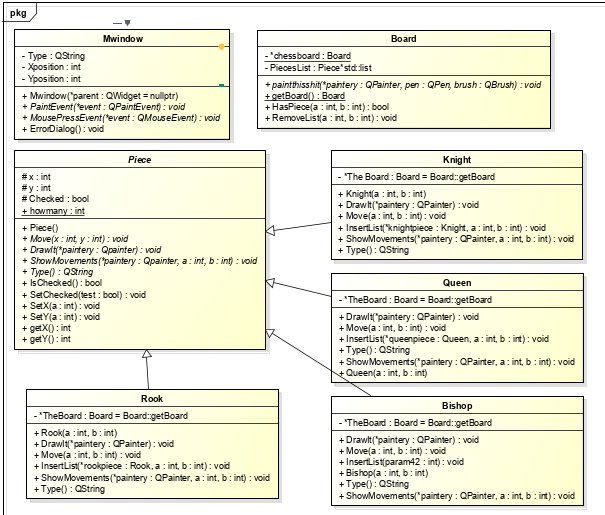 pkg
Mwindow
- Type : QString
- Xposition : int
- Yposition : int
+ Mwindow(*parent : QWidget = nullptr)
+ PaintEvent(*event : QPaintEvent) : void
+ MousePressEvent(*event : QMouseEvent) : void
+ ErrorDialog() : void
Board
- *chessboard : Board
- PiecesList : Piece*std::list
+ paintthisshit(*paintery : QPainter, pen : QPen, brush : QBrush) : void
+ getBoard() : Board
+ HasPiece(a : int, b : int) : bool
+ RemoveList(a : int, b : int) : void
Piece
# x : int
# y : int
# Checked : bool
+ howmany : int
+ Piece()
+ Move(x : int, y : int) : void
+ DrawIt(*paintery : Qpainter) : void
+ ShowMovements(*paintery : Qpainter, a : int, b : int) : void
+ Type() : QString
+ IsChecked() : bool
+ SetChecked(test : bool) : void
+ SetX(a : int) : void
+ SetY(a : int) : void
+ getX() : int
+ getY() : int
Knight
- *The Board : Board = Board::getBoard
+ Knight(a : int, b : int)
+ DrawIt(*paintery : QPainter) : void
+ Move(a : int, b : int) : void
+ InsertList(*knightpiece : Knight, a : int, b : int) : void
+ ShowMovements(*paintery : QPainter, a : int, b : int) : void
+ Type() : QString
Queen
- *TheBoard : Board = Board::getBoard
+ DrawIt(*paintery : QPainter) : void
+ Move(a : int, b : int) : void
+ InsertList(*queenpiece : Queen, a : int, b : int) : void
+ Type() : QString
+ ShowMovements(*paintery : QPainter, a : int, b : int) : void
+ Queen(a : int, b : int)
Rook
- *TheBoard : Board = Board::getBoard
+ Rook(a : int, b : int)
+ DrawIt(*paintery : QPainter) : void
+ Move(a : int, b : int) : void
+ InsertList(*rookpiece : Rook, a : int, b : int) : void
+ ShowMovements(*paintery : QPainter, a : int, b : int) : void
+ Type() : QString
Bishop
- *TheBoard : Board = Board::getBoard
+ DrawIt(*paintery : QPainter) : void
+ Move(a : int, b : int) : void
+ InsertList(param42 : int) : void
+ Bishop(a : int, b : int)
+ Type() : QString
+ ShowMovements(*paintery : QPainter, a : int, b : int) : void